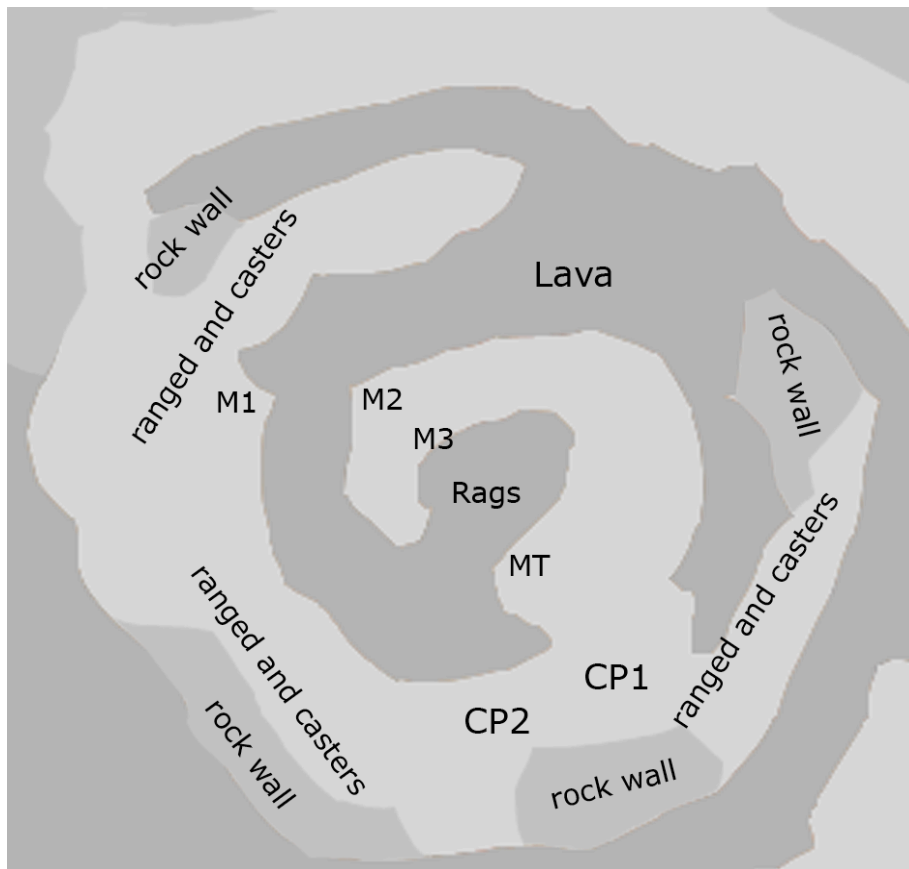 rock wall
ranged and casters
Lava
rock wall
M1
M2
M3
Rags
MT
ranged and casters
ranged and casters
CP1
CP2
rock wall
rock wall